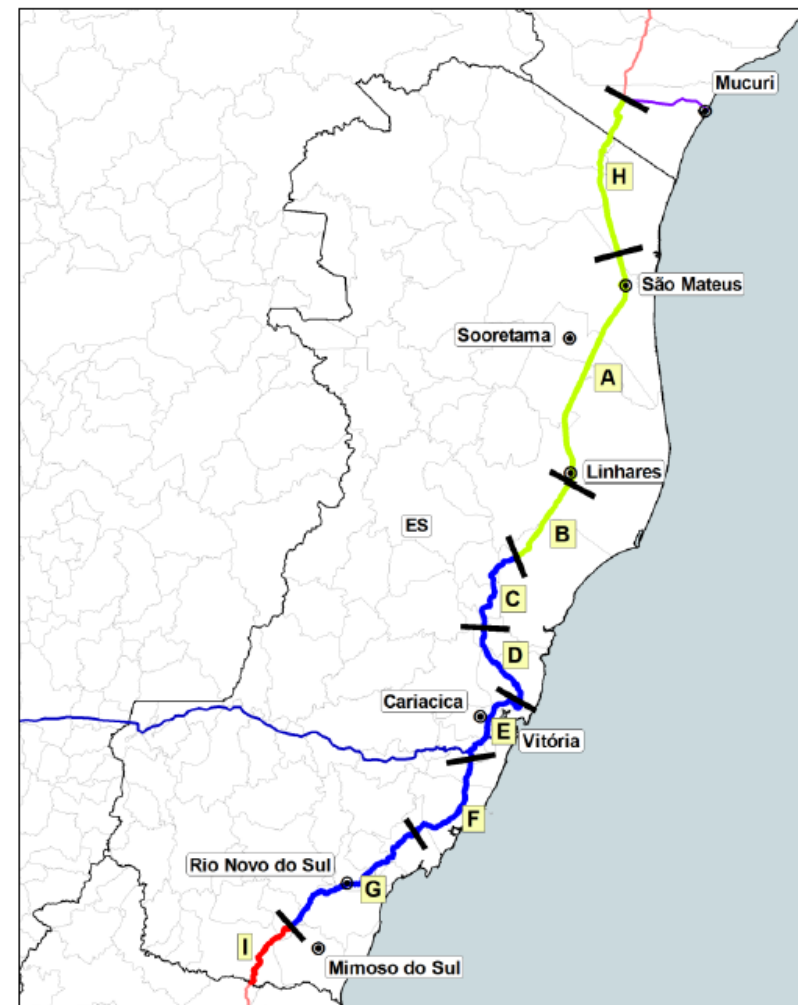 Mucuri
H
São Mateus
Sooretama
A
Linhares
ES
B
C
D
Cariacica
E
Vitória
F
Rio Novo do Sul
G
I
Mimoso do Sul